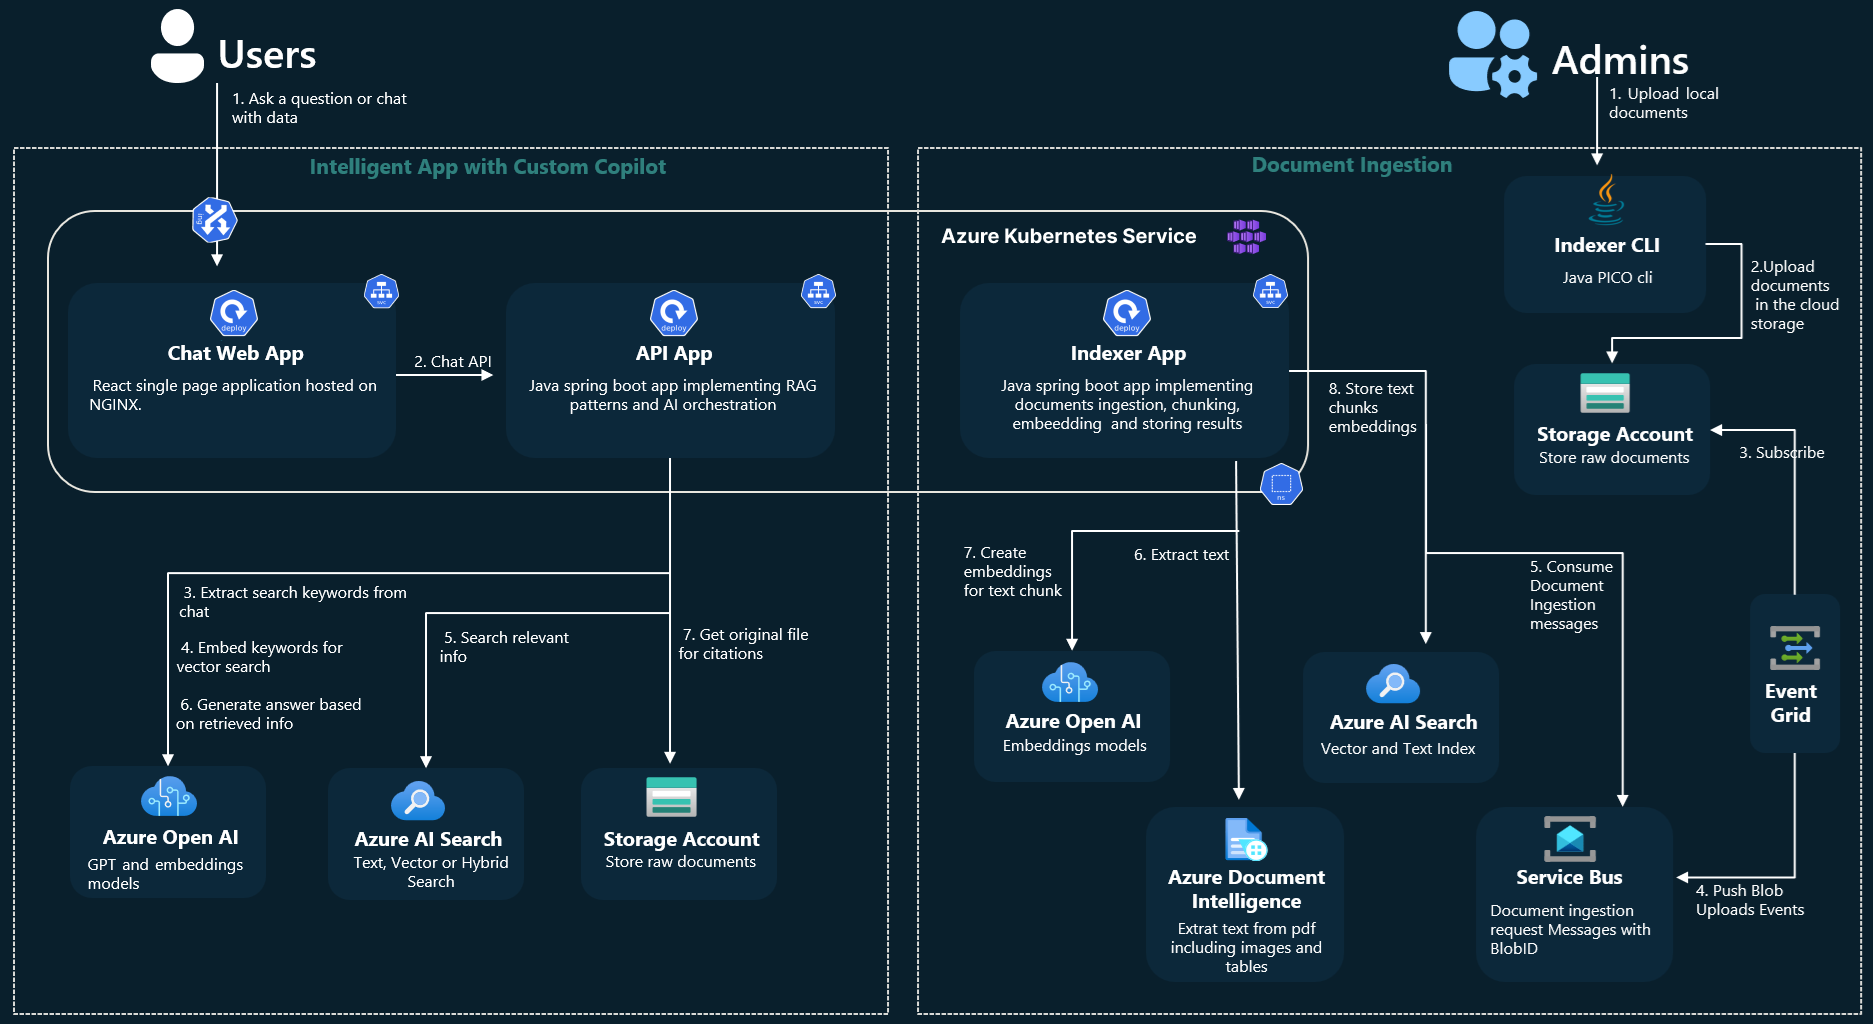 Users
1. Ask a question or chat
with data
Admins
1. Upload local
documents
Intelligent App with Custom Copilot
Document Ingestion
ing
Azure Kubernetes Service
svc
deploy
Chat Web App
React single page application hosted on
NGINX.
2. Chat API
svc
deploy
API App
Java spring boot app implementing RAG
patterns and AI orchestration
svc
deploy
Indexer App
Java spring boot app implementing
documents ingestion, chunking,
embeedding and storing results
ns
Indexer CLI
Java PICO cli
2.Upload
documents
in the cloud
storage
8. Store text
chunks
embeddings
Storage Account
Store raw documents
3. Subscribe
3. Extract search keywords from
chat
4. Embed keywords for
vector search
6. Generate answer based
on retrieved info
5. Search relevant
info
7. Get original file
for citations
7. Create
embeddings
for text chunk
6. Extract text
5. Consume
Document
Ingestion
messages
Event
Grid
Azure Open AI
GPT and embeddings
models
Azure AI Search
Text, Vector or Hybrid
Search
Storage Account
Store raw documents
Azure Open AI
Embeddings models
Azure AI Search
Vector and Text Index
Azure Document
Intelligence
Extrat text from pdf
including images and
tables
Service Bus
Document ingestion
request Messages with
BlobID
4. Push Blob
Uploads Events